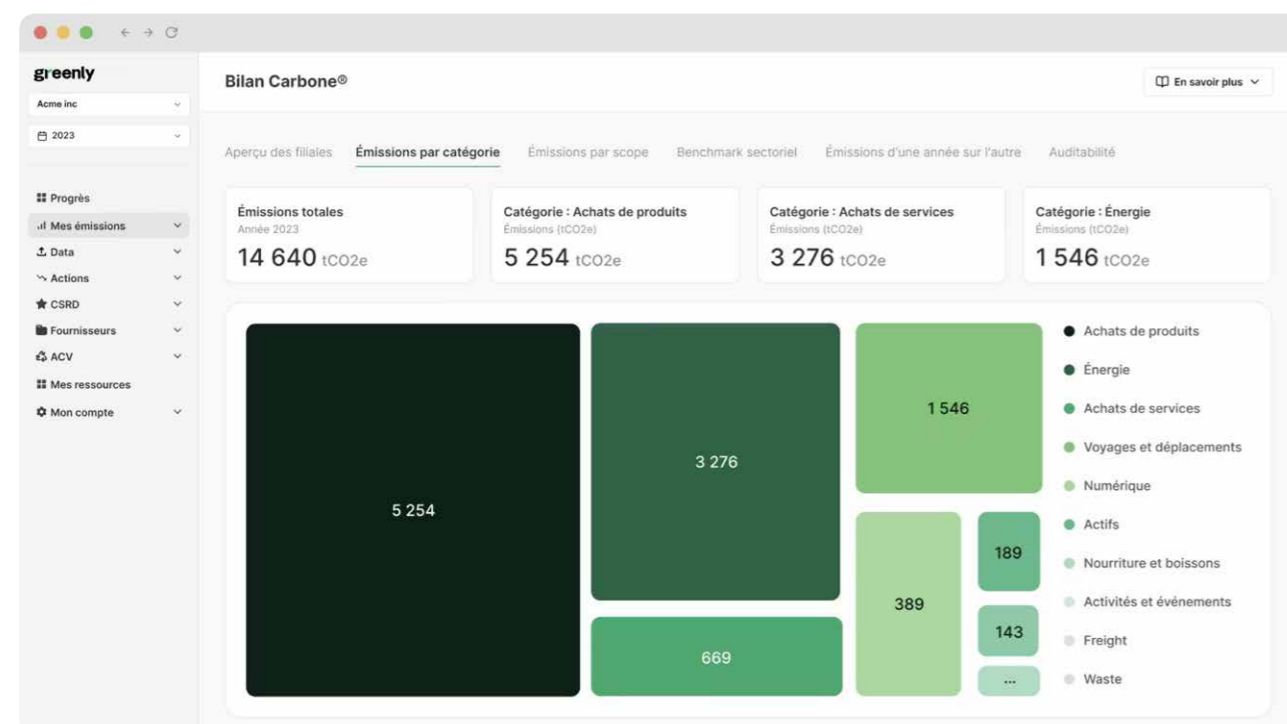 greenly
Acme inc
2023
Progrès
Mes émissions
Data
Actions
CSRD
Fournisseurs
ACV
Mes ressources
Mon compte
Bilan Carbone®
En savoir plus
Aperçu des filiales
Émissions par catégorie
Émissions par scope
Benchmark sectoriel
Émissions d'une année sur l'autre
Auditabilité
Émissions totales
Année 2023
14 640 tCO2e
Catégorie : Achats de produits
Émissions (tCO2e)
5 254 tCO2e
Catégorie : Achats de services
Émissions (tCO2e)
3 276 tCO2e
Catégorie : Énergie
Émissions (tCO2e)
1 546 tCO2e
5 254
3 276
669
1 546
389
189
143
...
Achats de produits
Énergie
Achats de services
Voyages et déplacements
Numérique
Actifs
Nourriture et boissons
Activités et événements
Freight
Waste